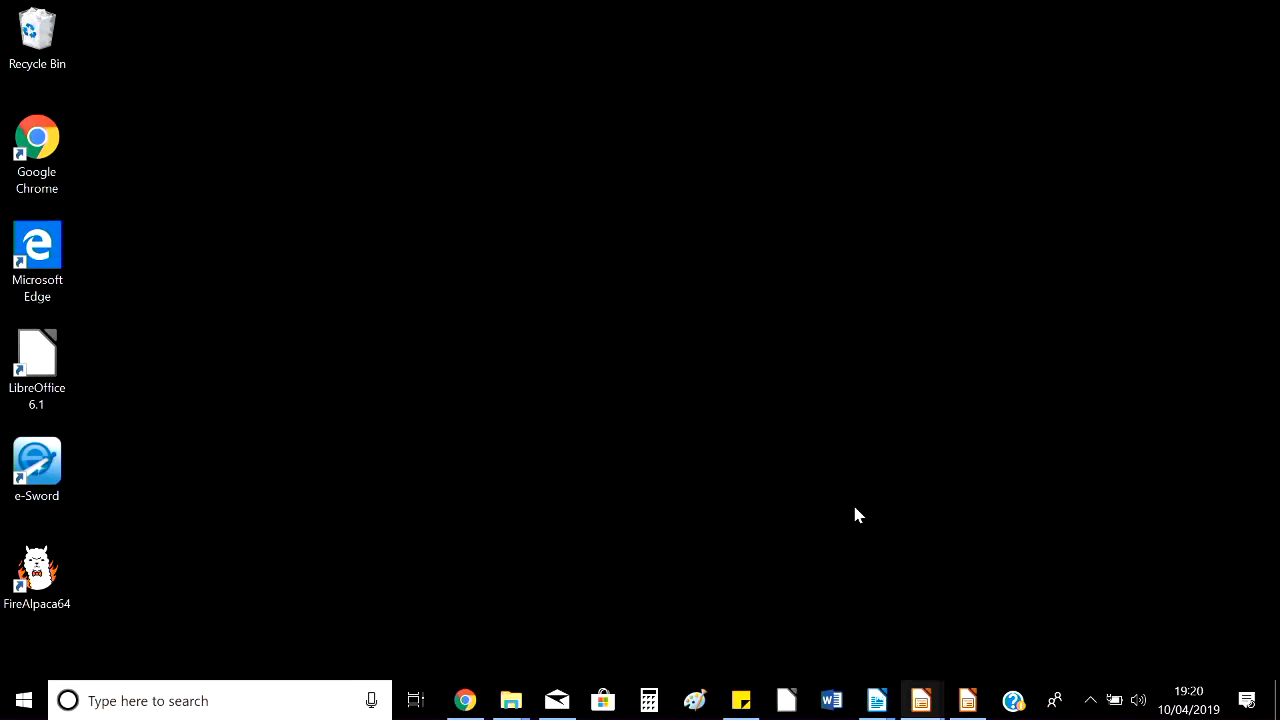 Recycle Bin
Google
Chrome
Microsoft
Edge
LibreOffice
6.1
e-Sword
FireAlpaca64
Type here to search
19:20
10/04/2019